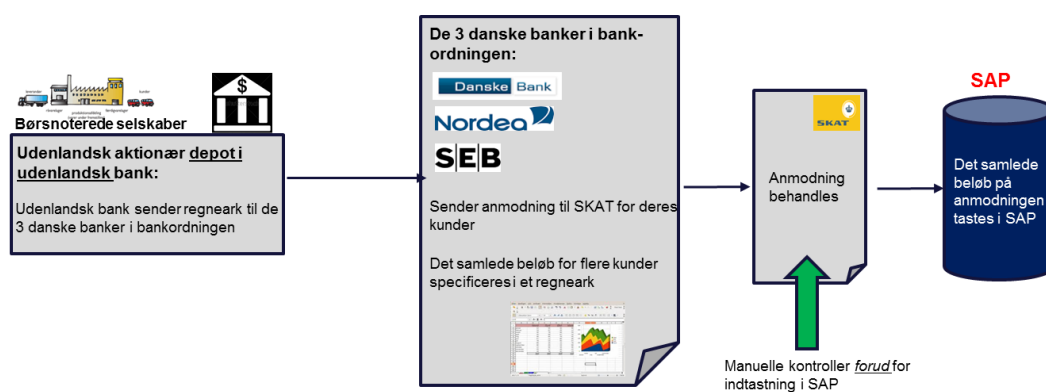 leverandør
kunder
Børsnoterede selskaber
$
Udenlandsk aktionær depot i
udenlandsk bank:
Udenlandsk bank sender regneark til de
3 danske banker i bankordningen
De 3 danske banker i bank-
ordningen:
Danske Bank
Nordea
SEB
Sender anmodning til SKAT for deres
kunder
Det samlede beløb for flere kunder
specificeres i et regneark
SKAT
Anmodning
behandles
Manuelle kontroller forud for
indtastning i SAP
SAP
Det samlede
beløb på
anmodningen
tastes i SAP